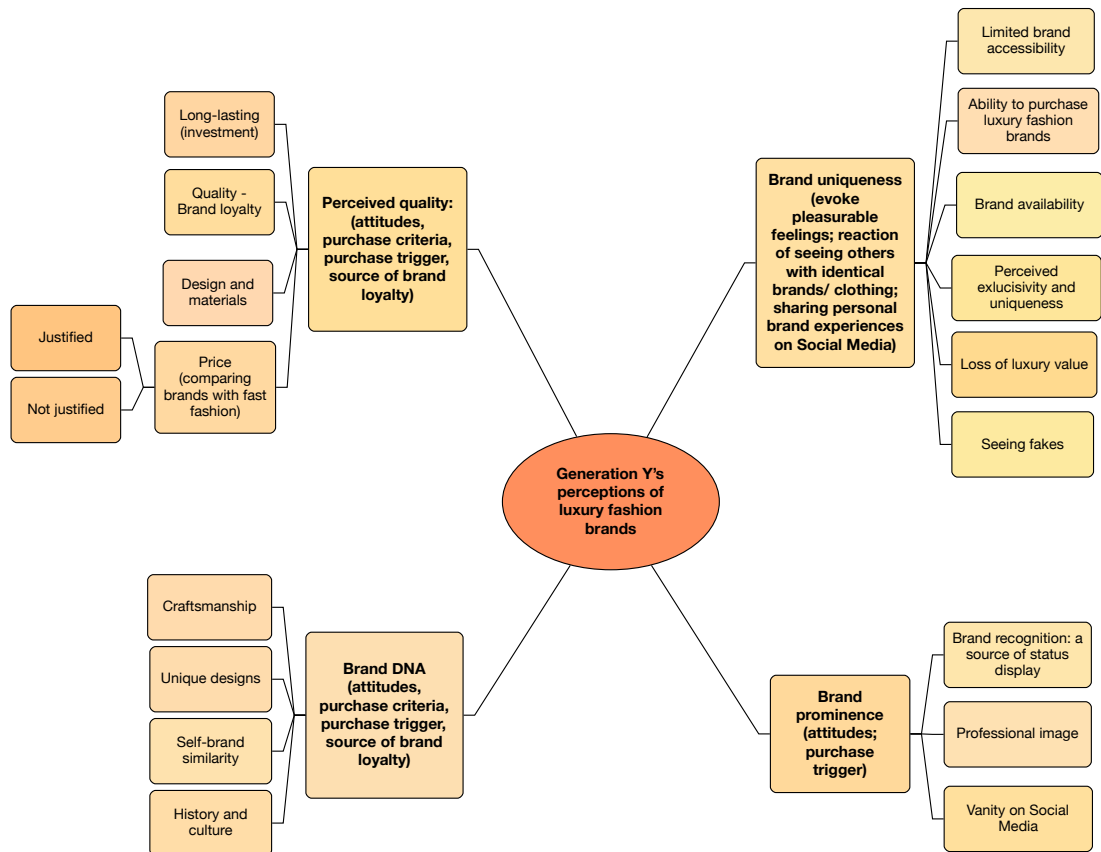 Limited brand
accessibility
Long-lasting
(investment)
Ability to purchase
luxury fashion
brands
Quality -
Brand loyalty
Perceived quality:
(attitudes,
purchase criteria,
purchase trigger,
source of brand
loyalty)
Brand uniqueness
(evoke
pleasurable
feelings; reaction
of seeing others
with identical
brands/ clothing;
sharing personal
brand experiences
on Social Media)
Brand availability
Design and
materials
Perceived
exlucisivity and
uniqueness
Justified
Not justified
Price
(comparing
brands with fast
fashion)
Loss of luxury value
Seeing fakes
Generation Y’s
perceptions of
luxury fashion
brands
Craftsmanship
Unique designs
Self-brand
similarity
History and
culture
Brand DNA
(attitudes,
purchase criteria,
purchase trigger,
source of brand
loyalty)
Brand
prominence
(attitudes;
purchase
trigger)
Brand recognition: a
source of status
display
Professional image
Vanity on Social
Media